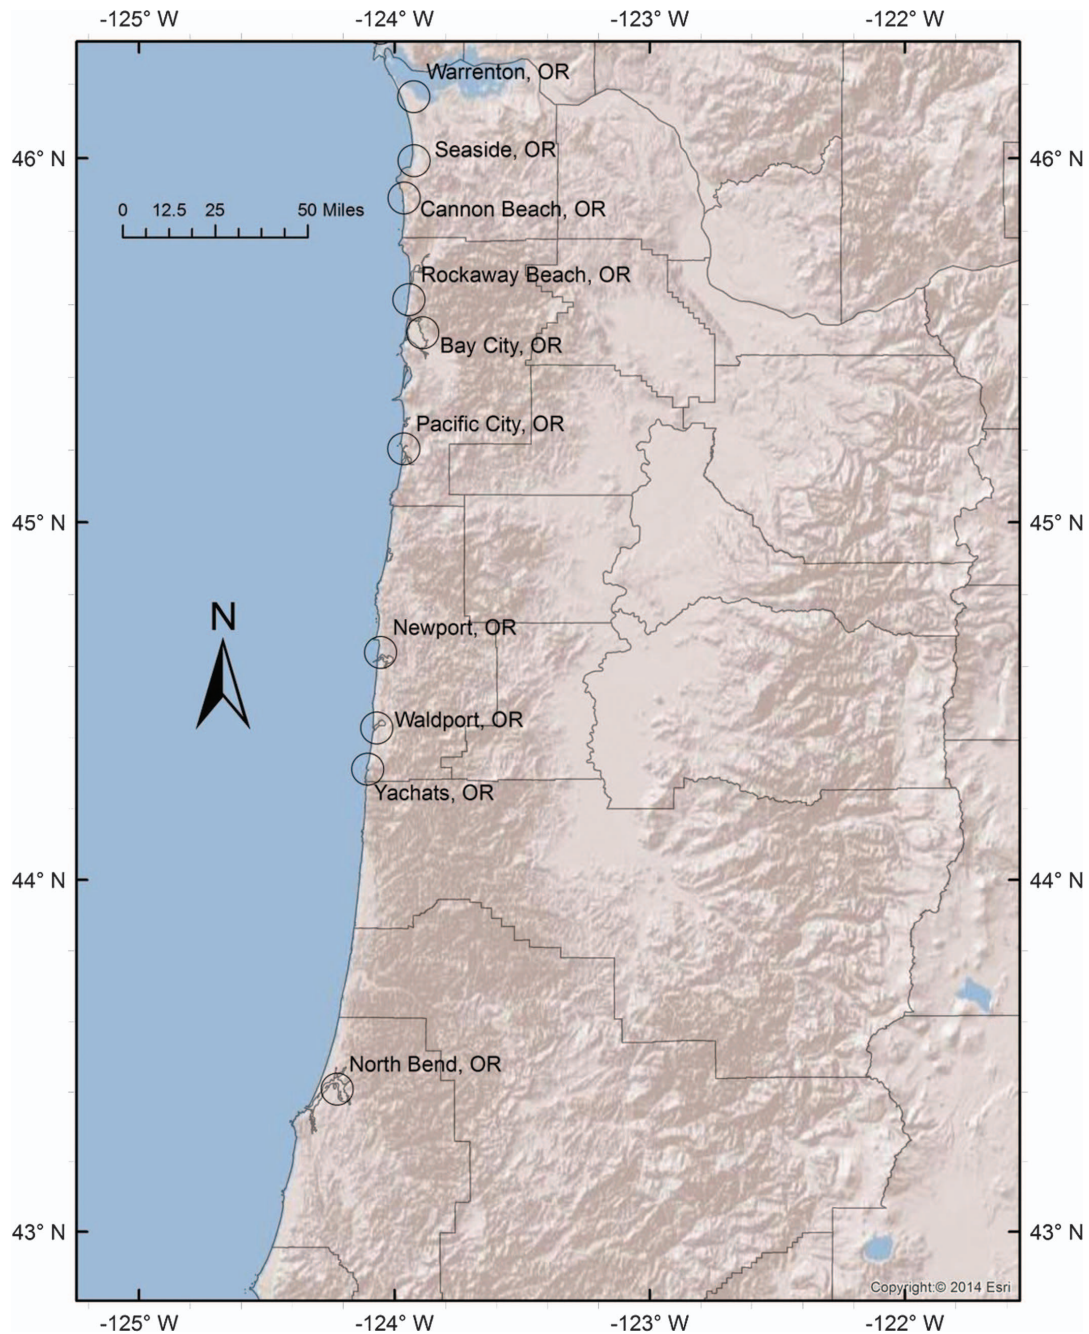 -125° W -124° W -123° W -122° W
Warrenton, OR
46° N Seaside, OR 46° N
0 12.5 25 50 Miles
Cannon Beach, OR
Rockaway Beach, OR
Bay City, OR
Pacific City, OR
45° N 45° N
N
Newport, OR
Waldport, OR
Yachats, OR
44° N 44° N
North Bend, OR
43° N 43° N
Copyright:© 2014 Esri
-125° W -124° W -123° W -122° W